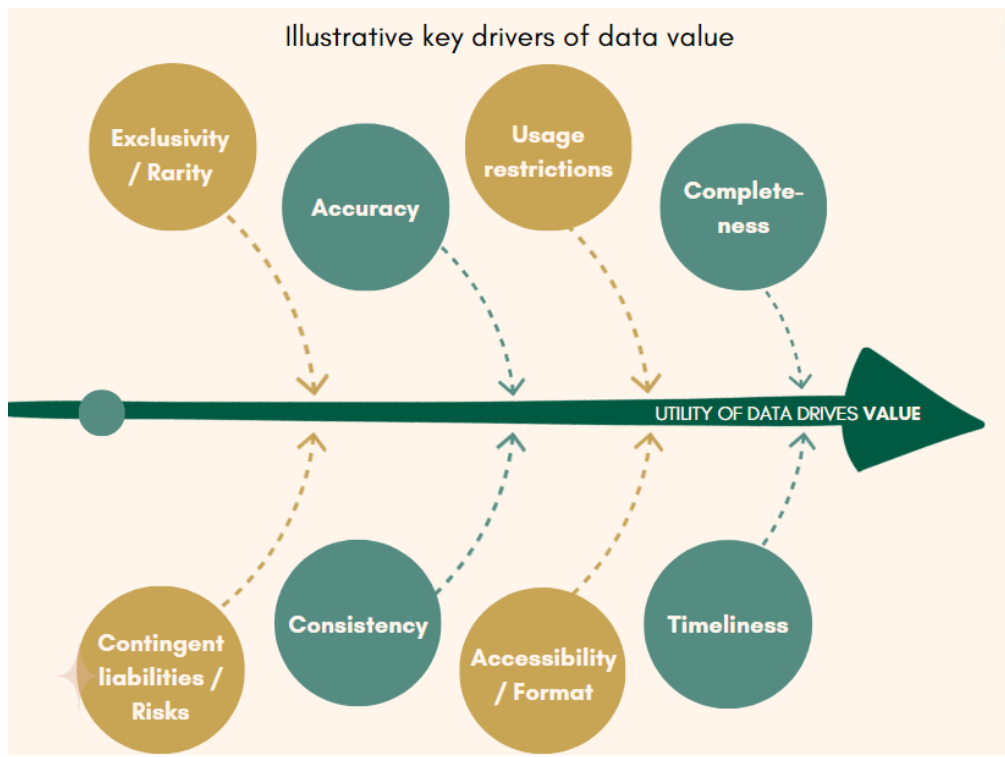 Illustrative key drivers of data value
Exclusivity
/ Rarity
Accuracy
Usage
restrictions
Complete-
ness
UTILITY OF DATA DRIVES VALUE
Contingent
liabilities /
Risks
Consistency
Accessibility
/ Format
Timeliness